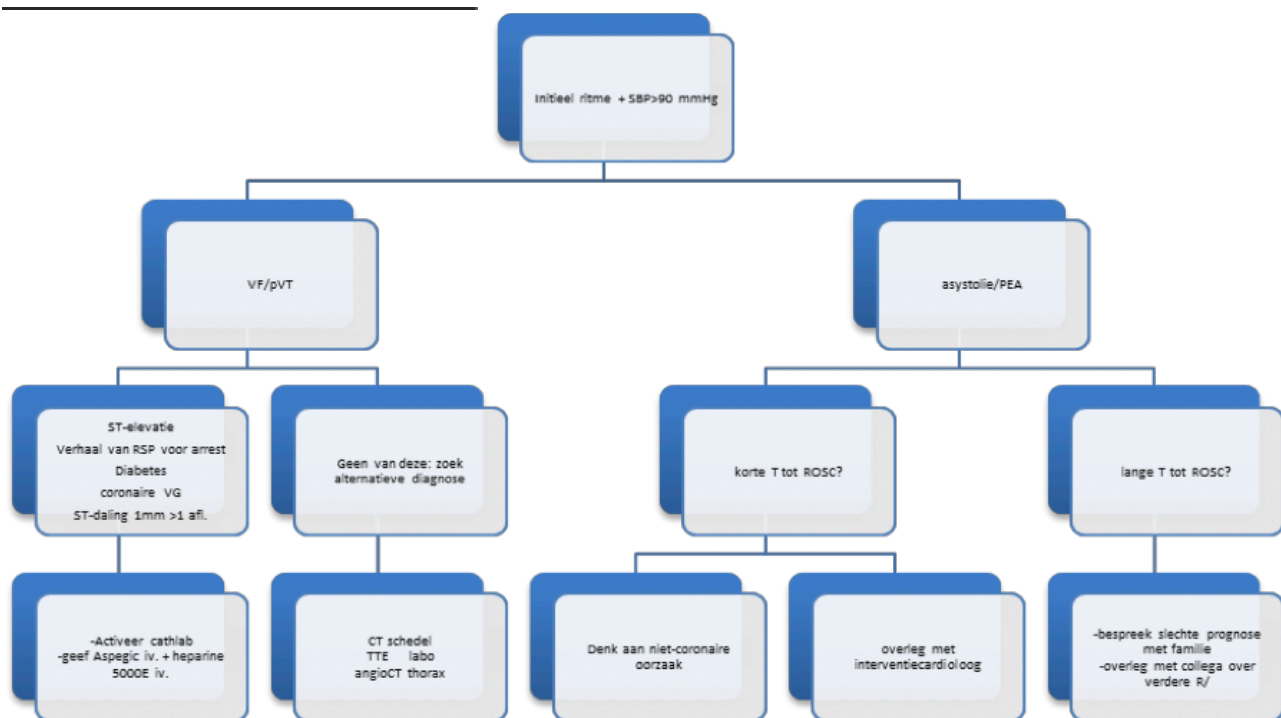 Initieel ritme + SBP>90 mmHg
VF/pVT
asystolie/PEA
ST-elevatie
Verhaal van RSP voor arrest
Diabetes
coronaire VG
ST-daling 1mm >1 afl.
Geen van deze: zoek
alternatieve diagnose
korte T tot ROSC?
lange T tot ROSC?
-Activeer cathlab
-geef Aspegic iv. + heparine
5000E iv.
CT schedel
TTE labo
angioCT thorax
Denk aan niet-coronaire
oorzaak
overleg met
interventiecardioloog
-bespreek slechte prognose
met familie
-overleg met collega over
verdere R/